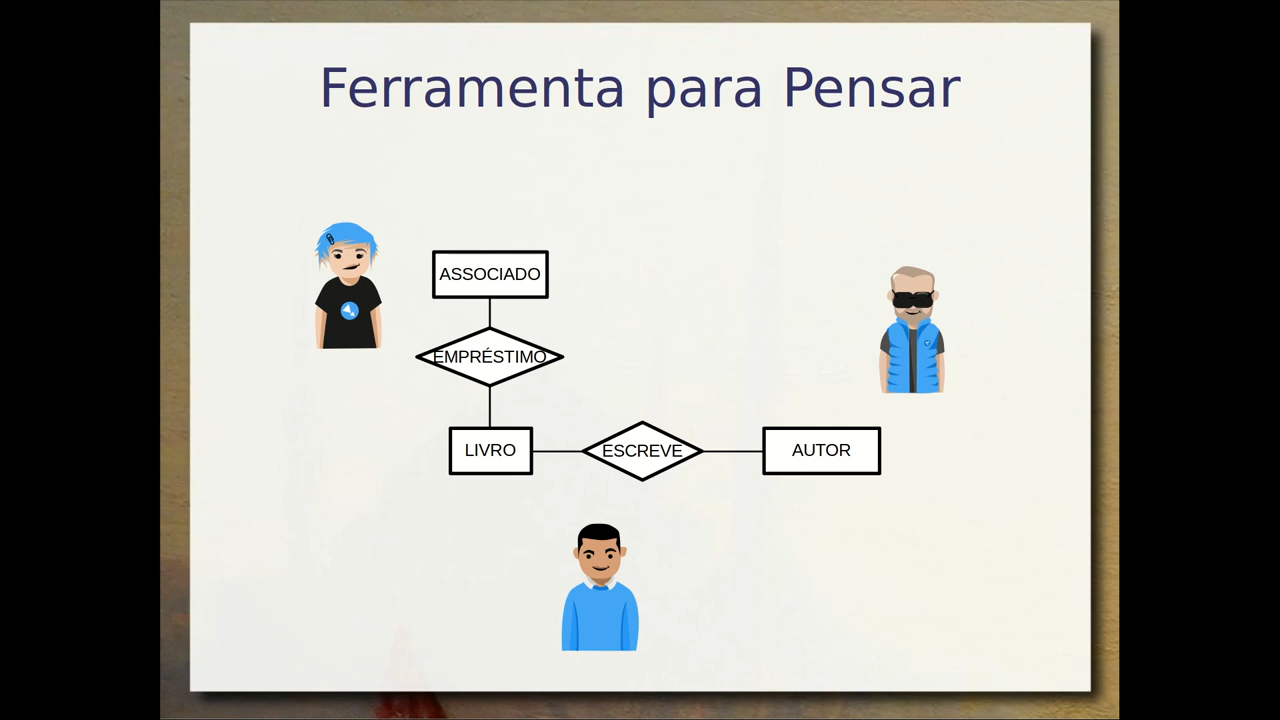 Ferramenta para Pensar
ASSOCIADO
EMPRÉSTIMO
LIVRO
ESCREVE
AUTOR